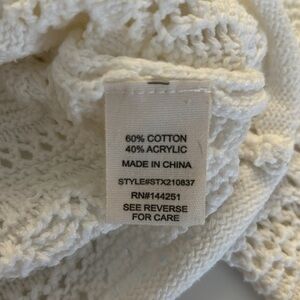 60% COTTON
40% ACRYLIC
MADE IN CHINA
STYLE#STX210837
RN#144251
SEE REVERSE
FOR CARE